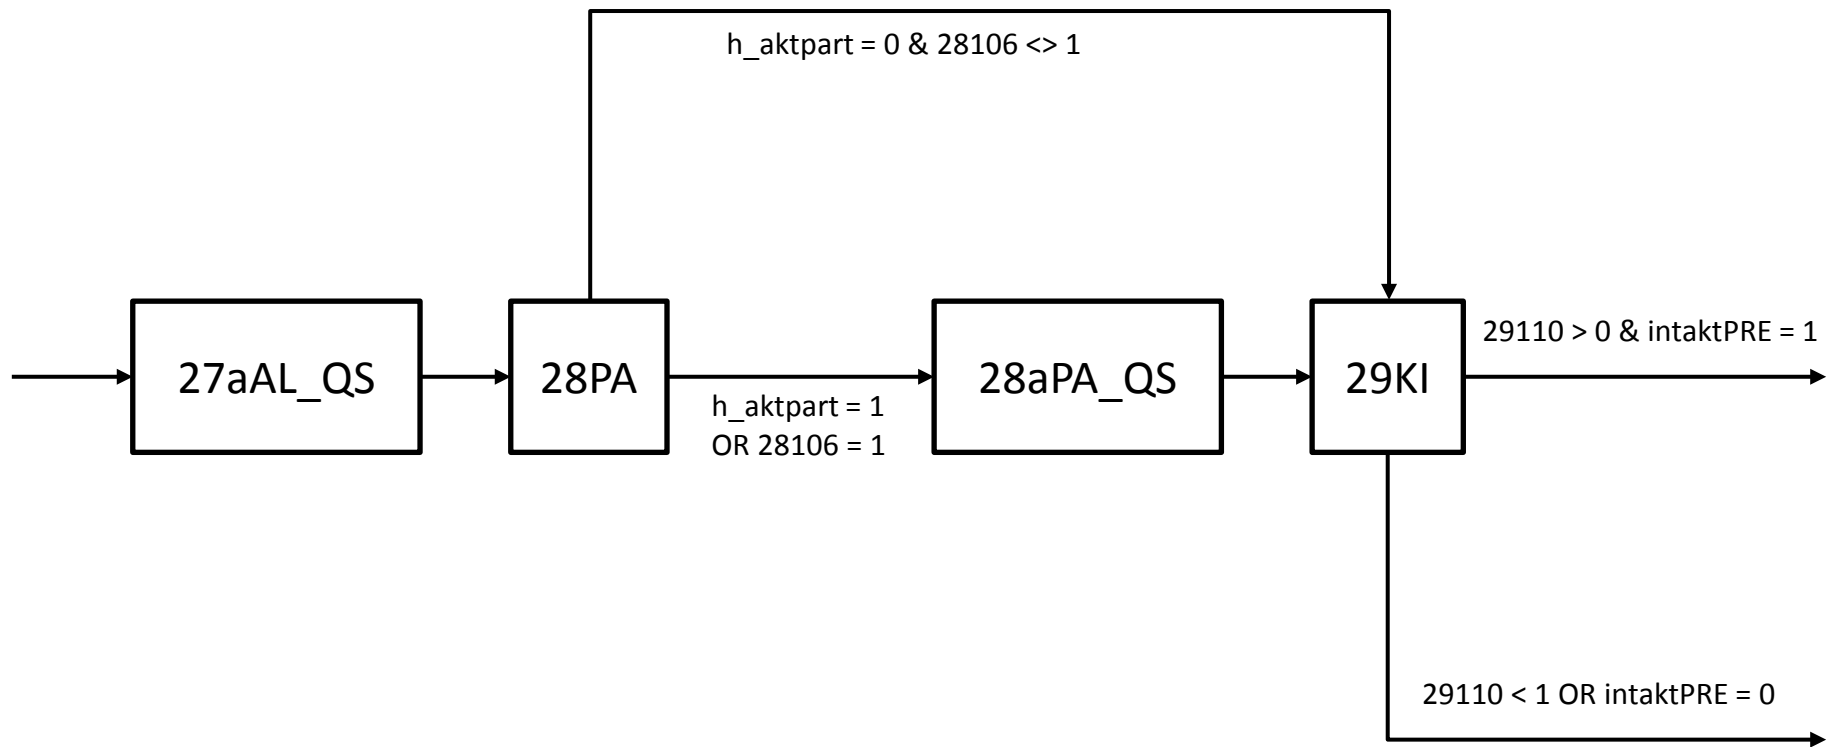 h_aktpart = 0 & 28106 <> 1
27aAL_QS
28PA
h_aktpart = 1
OR 28106 = 1
28aPA_QS
29KI
29110 > 0 & intaktPRE = 1
29110 < 1 OR intaktPRE = 0